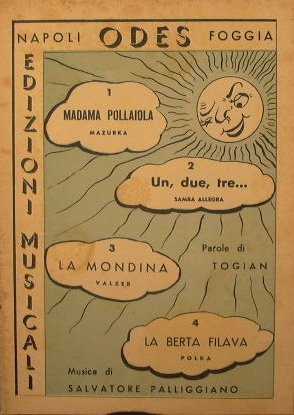 NAPOLI ODES FOGGIA
EDIZIONI MUSICALI
1
MADAMA POLLAIOLA
MAZURKA
2
Un, due, tre...
SAMBA ALLEGRA
3
LA MONDINA
VALZER
Parole di
TOGIAN
4
LA BERTA FILAVA
POLKA
Musica di
SALVATORE PALLIGGIANO